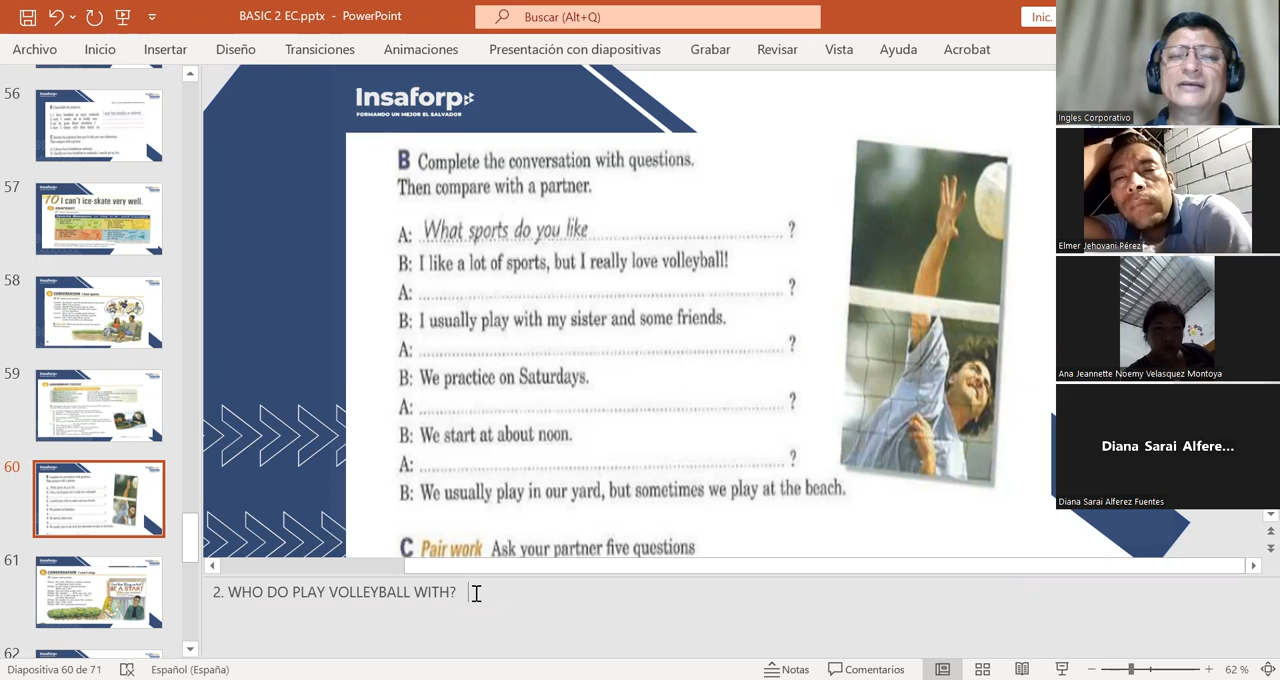 BASIC 2 EC.pptx - PowerPoint
Buscar (Alt+Q)
Inic.
Archivo Inicio Insertar Diseño Transiciones Animaciones Presentación con diapositivas Grabar Revisar Vista Ayuda Acrobat
56
57
10 I can't ice-skate very well.
58
59
60
61
62
Insaforp
FORMANDO UN MEJOR EL SALVADOR
B Complete the conversation with questions.
Then compare with a partner.
A: What sports do you like ?
B: I like a lot of sports, but I really love volleyball!
A: ?
B: I usually play with my sister and some friends.
A: ?
B: We practice on Saturdays.
A: ?
B: We start at about noon.
A: ?
B: We usually play in our yard, but sometimes we play at the beach.
C Pair work Ask your partner five questions
2. WHO DO PLAY VOLLEYBALL WITH?
Ingles Corporativo
Elmer Jehovani Pérez
Ana Jeannette Noemy Velasquez Montoya
Diana Sarai Alfere...
Diana Sarai Alferez Fuentes
Diapositiva 60 de 71 Español (España) Notas Comentarios 62 %